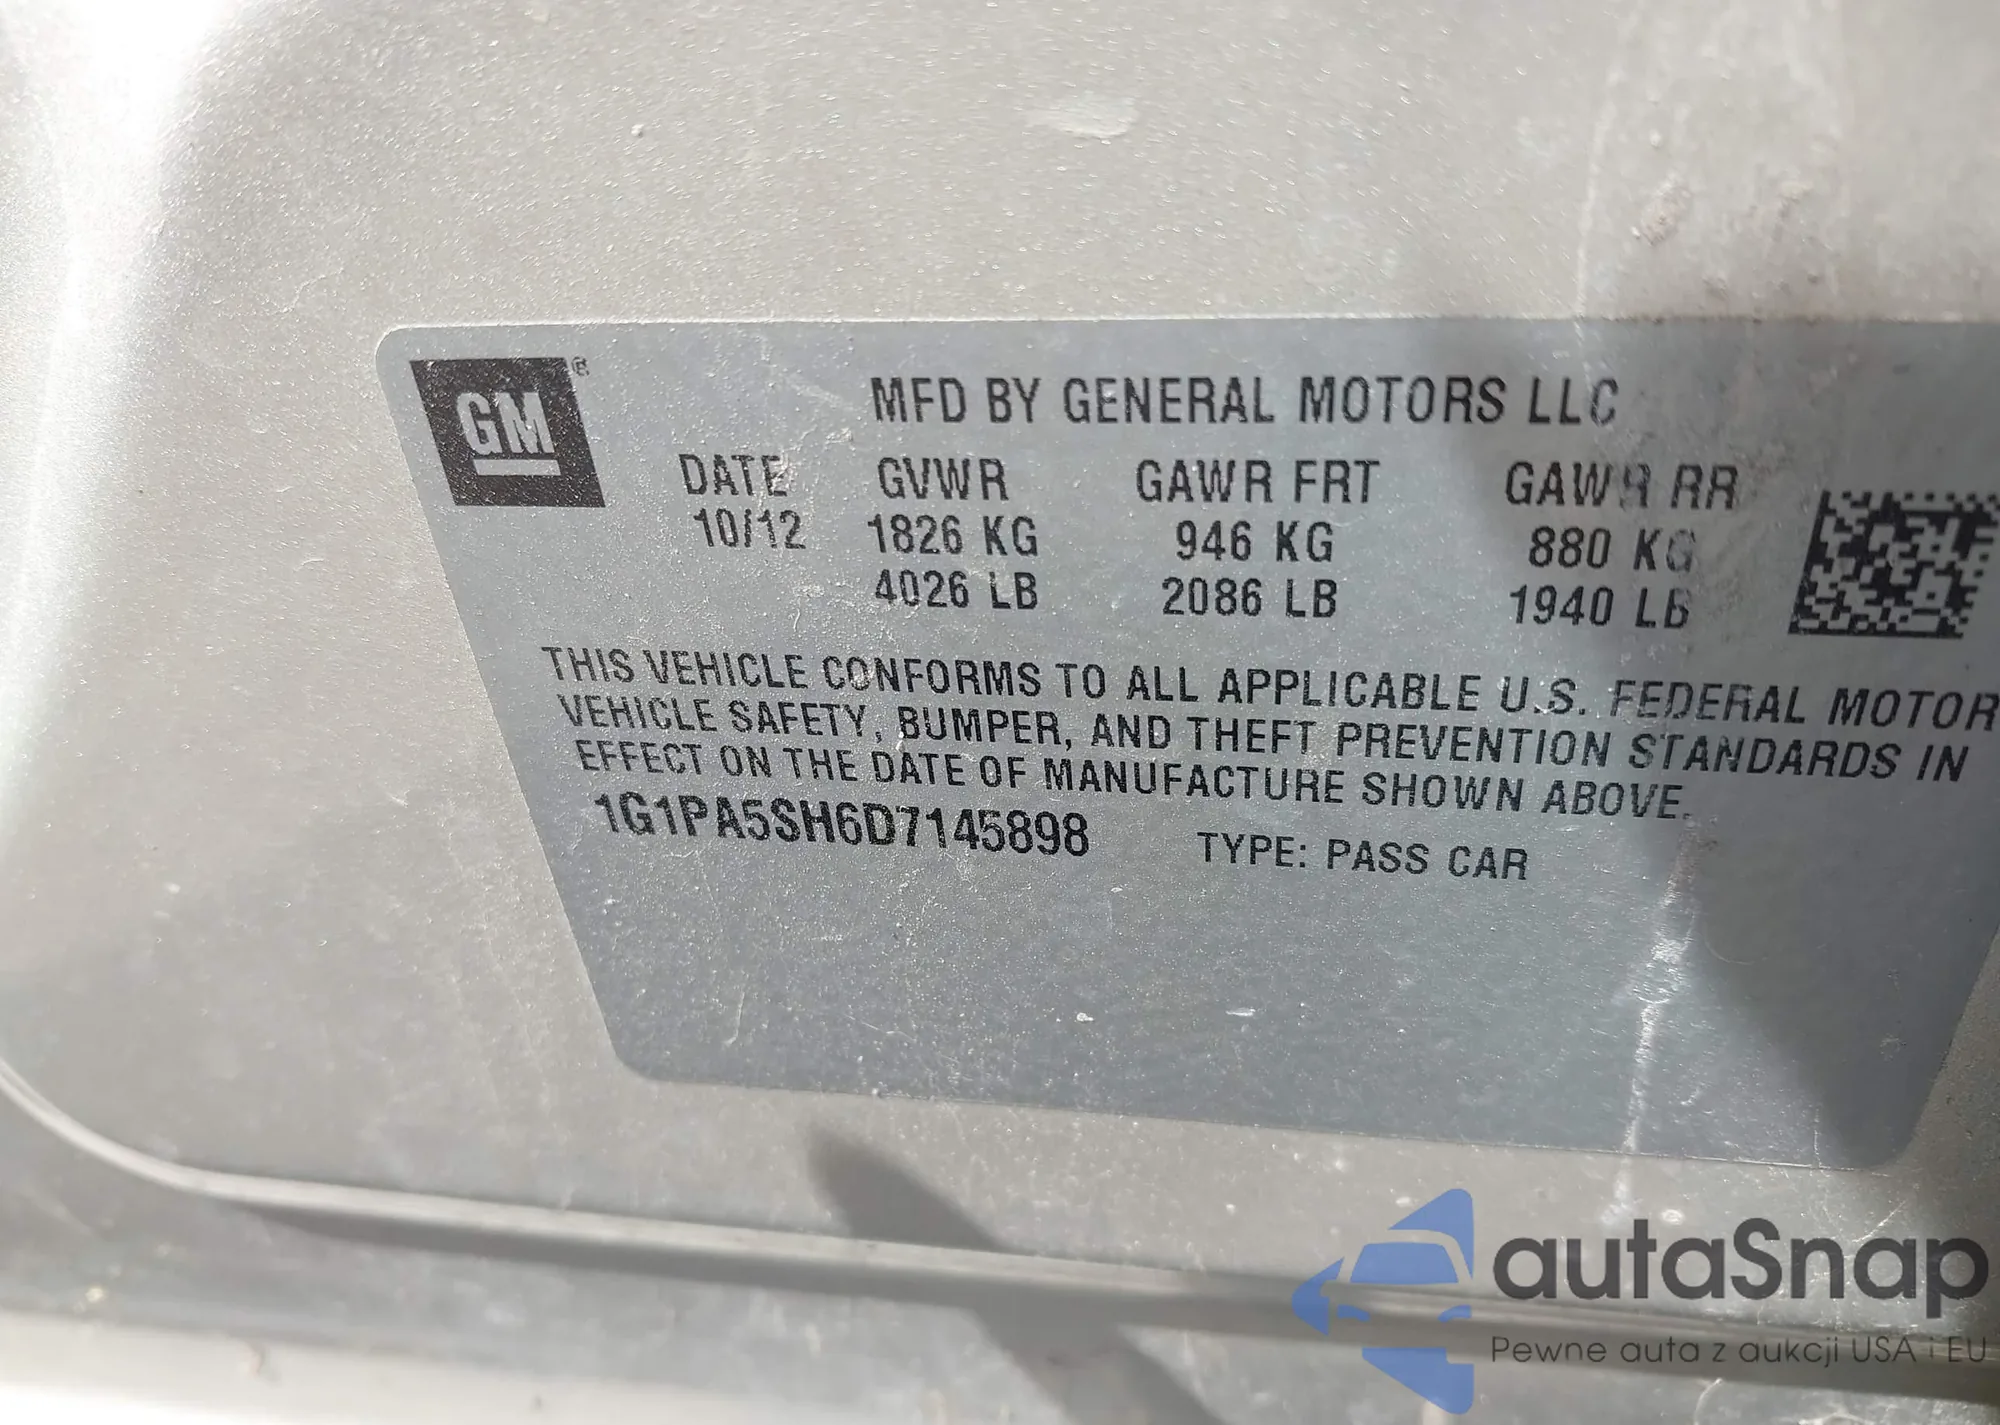 GM®
MFD BY GENERAL MOTORS LLC
DATE GVWR GAWR FRT GAWR RR
10/12 1826 KG 946 KG 880 KG
4026 LB 2086 LB 1940 LB
THIS VEHICLE CONFORMS TO ALL APPLICABLE U.S. FEDERAL MOTOR
VEHICLE SAFETY, BUMPER, AND THEFT PREVENTION STANDARDS IN
EFFECT ON THE DATE OF MANUFACTURE SHOWN ABOVE.
1G1PA5SH6D7145898 TYPE: PASS CAR
autaSnap
Pewne auta z aukcji USA i EU